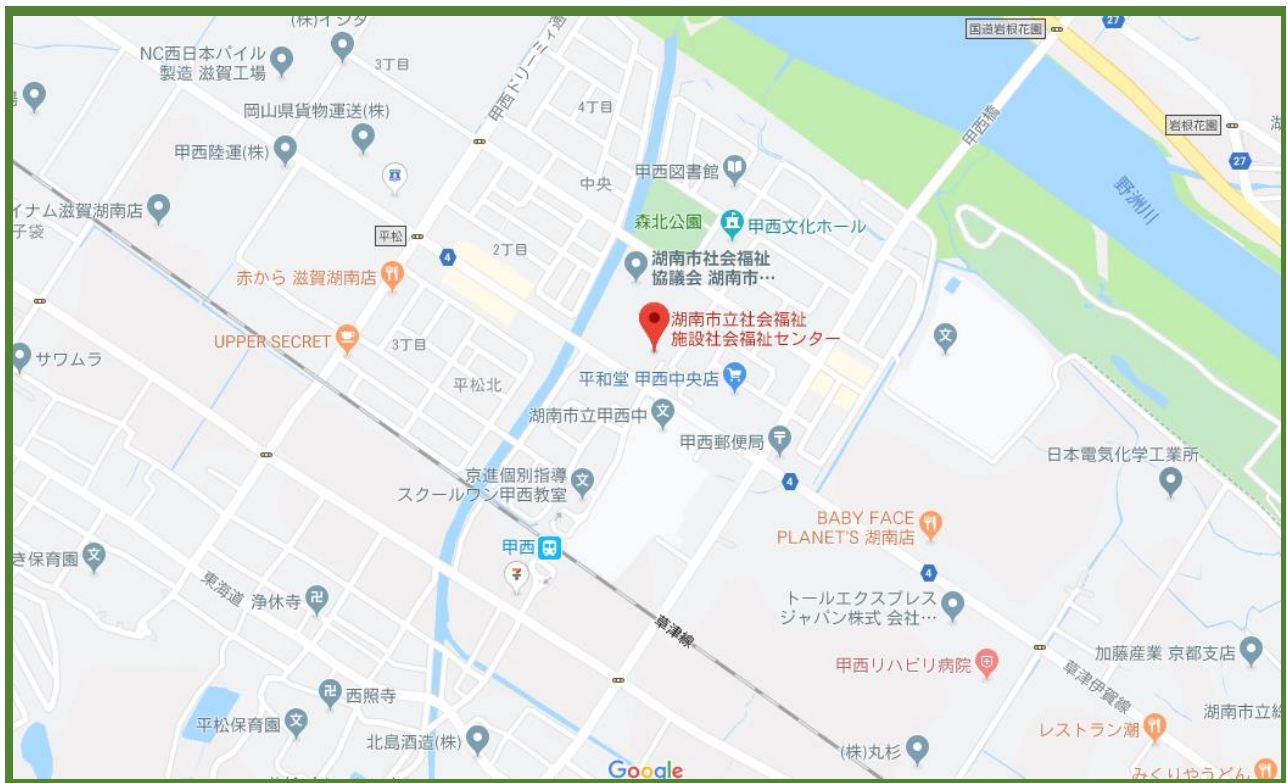 (株)インタ
国道岩根花園
27
NC西日本パイル
製造 滋賀工場
3丁目
甲西ドリーミィ通
4丁目
岡山県貨物運送(株)
甲西橋
岩根花園
27
甲西陸運(株)
中央
甲西図書館
野洲川
イナム滋賀湖南店
子袋
森北公園
甲西文化ホール
平松
2丁目
4
湖南市社会福祉
協議会 湖南市…
赤から 滋賀湖南店
湖南市立社会福祉
施設社会福祉センター
UPPER SECRET
3丁目
文
サワムラ
平松北
平和堂 甲西中央店
湖南市立甲西中
文
甲西郵便局
日本電気化学工業所
京進個別指導
スクールワン甲西教室
文
4
BABY FACE
PLANET'S 湖南店
甲西
き保育園
文
4
東海道
浄休寺
トールエクスプレス
ジャパン株式 会社…
草津線
甲西リハビリ病院
加藤産業 京都支店
草津伊賀線
西照寺
平松保育園
文
湖南市立総
北島酒造(株)
レストラン潮
(株)丸杉
Google
みくりやうどん